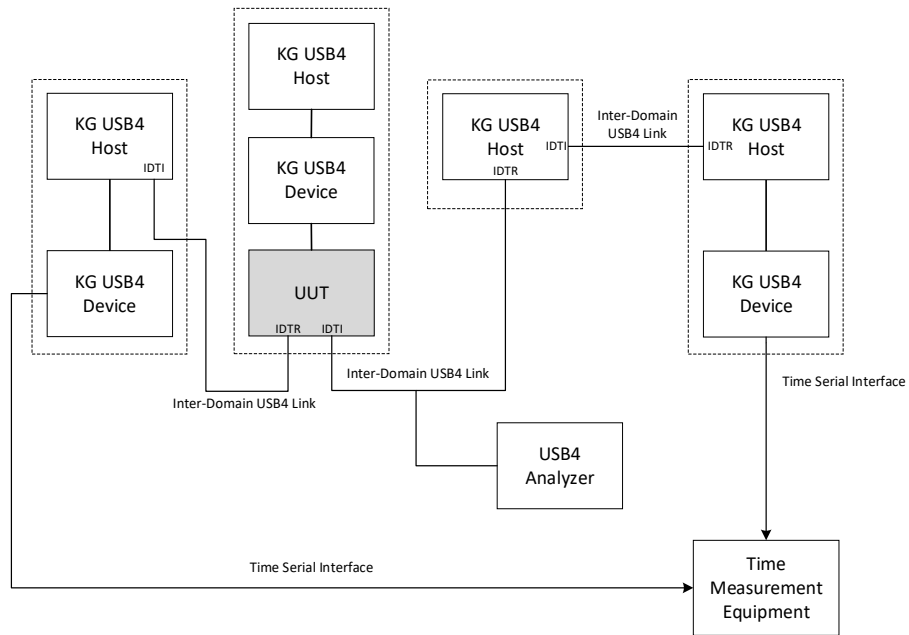 KG USB4
Host
IDTI
KG USB4
Device
KG USB4
Host
KG USB4
Device
UUT
IDTR
IDTI
KG USB4
Host
IDTI
IDTR
Inter-Domain
USB4 Link
KG USB4
Host
IDTR
KG USB4
Device
Inter-Domain USB4 Link
Inter-Domain USB4 Link
Time Serial Interface
USB4
Analyzer
Time Serial Interface
Time
Measurement
Equipment